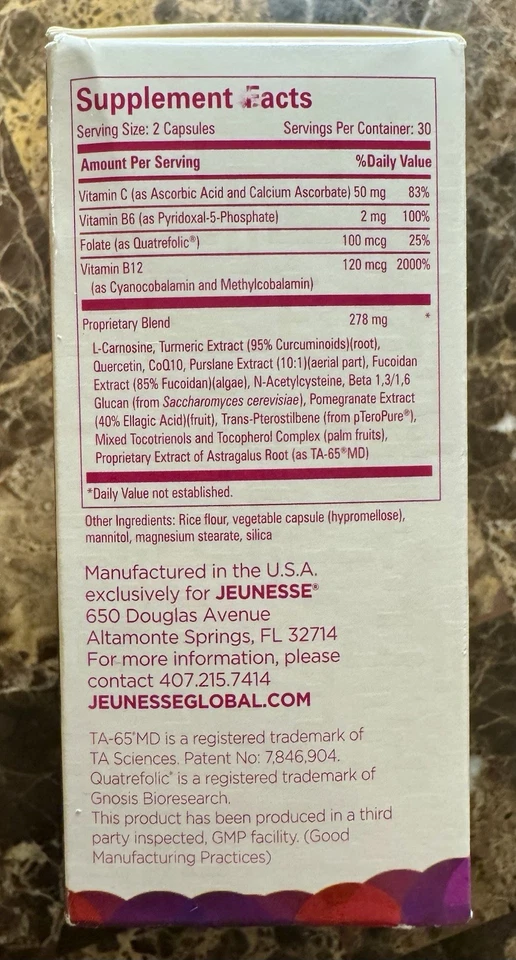 Supplement Facts
Serving Size: 2 Capsules Servings Per Container: 30
Amount Per Serving %Daily Value
Vitamin C (as Ascorbic Acid and Calcium Ascorbate) 50 mg 83%
Vitamin B6 (as Pyridoxal-5-Phosphate) 2 mg 100%
Folate (as Quatrefolic®) 100 mcg 25%
Vitamin B12 120 mcg 2000%
(as Cyanocobalamin and Methylcobalamin)
Proprietary Blend 278 mg *
L-Carnosine, Turmeric Extract (95% Curcuminoids)(root),
Quercetin, CoQ10, Purslane Extract (10:1)(aerial part), Fucoidan
Extract (85% Fucoidan)(algae), N-Acetylcysteine, Beta 1,3/1,6
Glucan (from Saccharomyces cerevisiae), Pomegranate Extract
(40% Ellagic Acid)(fruit), Trans-Pterostilbene (from pTeroPure®),
Mixed Tocotrienols and Tocopherol Complex (palm fruits),
Proprietary Extract of Astragalus Root (as TA-65®MD)
*Daily Value not established.
Other Ingredients: Rice flour, vegetable capsule (hypromellose),
mannitol, magnesium stearate, silica
Manufactured in the U.S.A.
exclusively for JEUNESSE®
650 Douglas Avenue
Altamonte Springs, FL 32714
For more information, please
contact 407.215.7414
JEUNESSEGLOBAL.COM
TA-65®MD is a registered trademark of
TA Sciences. Patent No: 7,846,904.
Quatrefolic® is a registered trademark of
Gnosis Bioresearch.
This product has been produced in a third
party inspected, GMP facility. (Good
Manufacturing Practices)